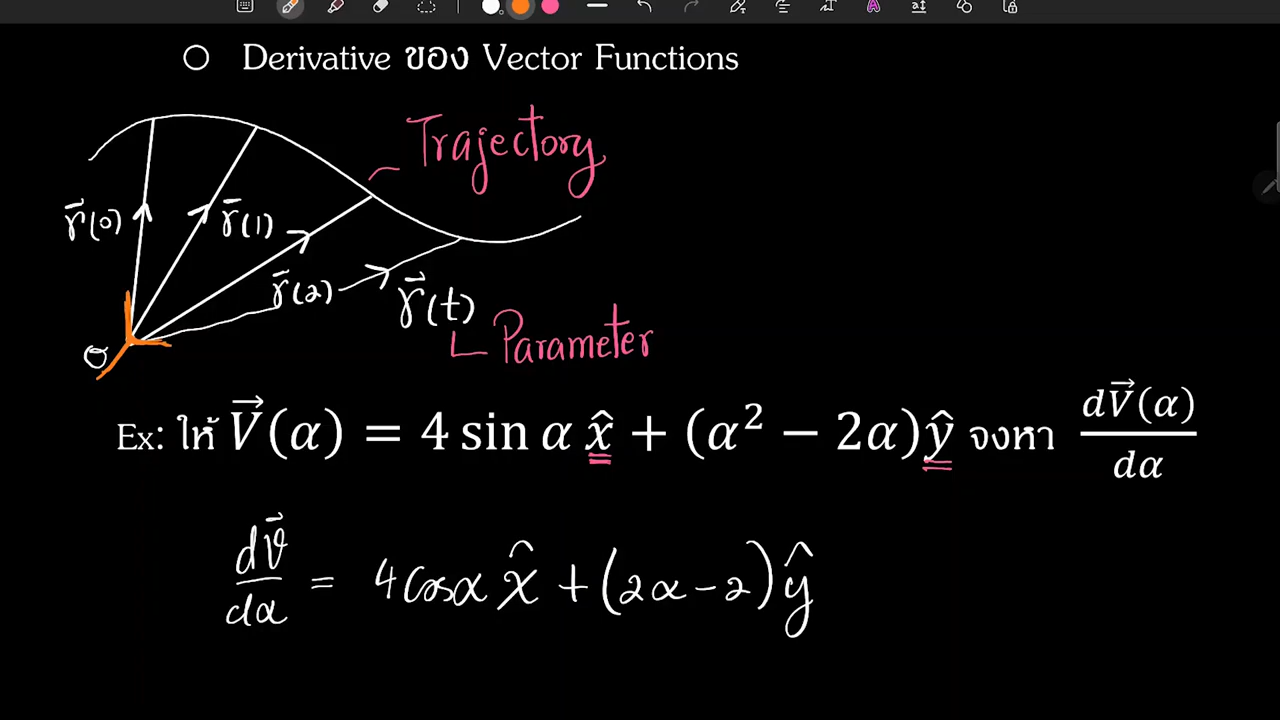 ○ Derivative ของ Vector Functions
Trajectory
r⃗(0)
r⃗(1)
r⃗(2)
r⃗(t)
Parameter
O
Ex: ให้ V⃗(α) = 4 sin α x̂ + (α² − 2α)ŷ จงหา dV⃗(α)/dα
dv⃗/dα = 4cosα x̂ + (2α − 2)ŷ